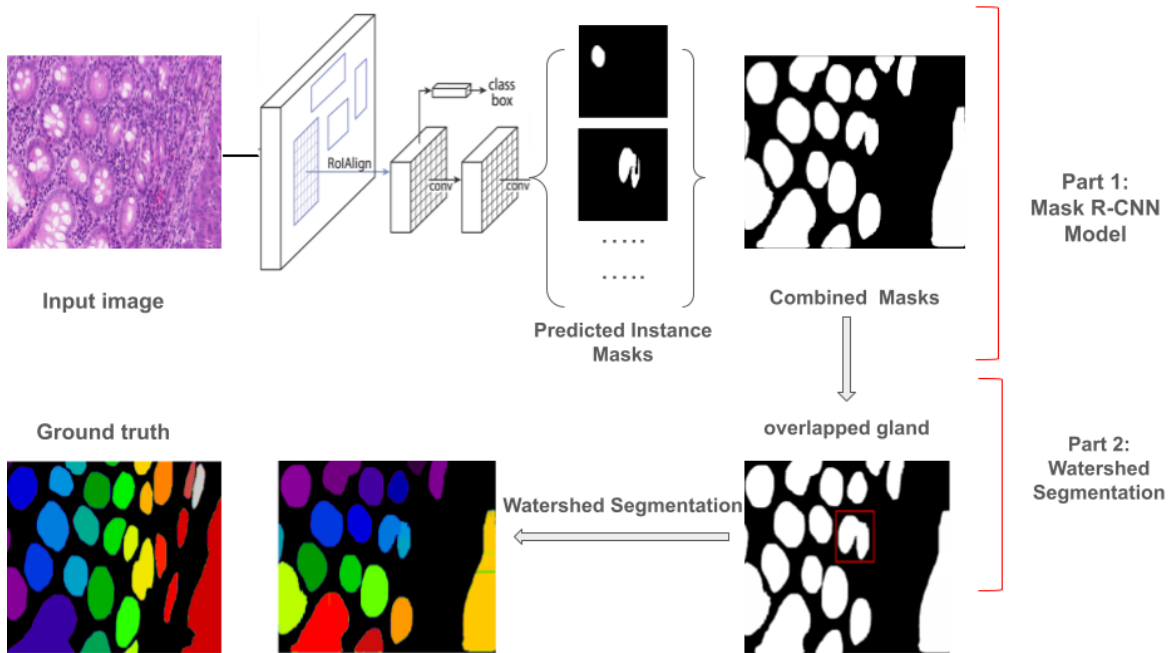 class
box
RoIAlign
conv
conv
.....
.....
Input image
Predicted Instance
Masks
Combined  Masks
Part 1:
Mask R-CNN
Model
Ground truth
overlapped gland
Watershed Segmentation
Part 2:
Watershed
Segmentation